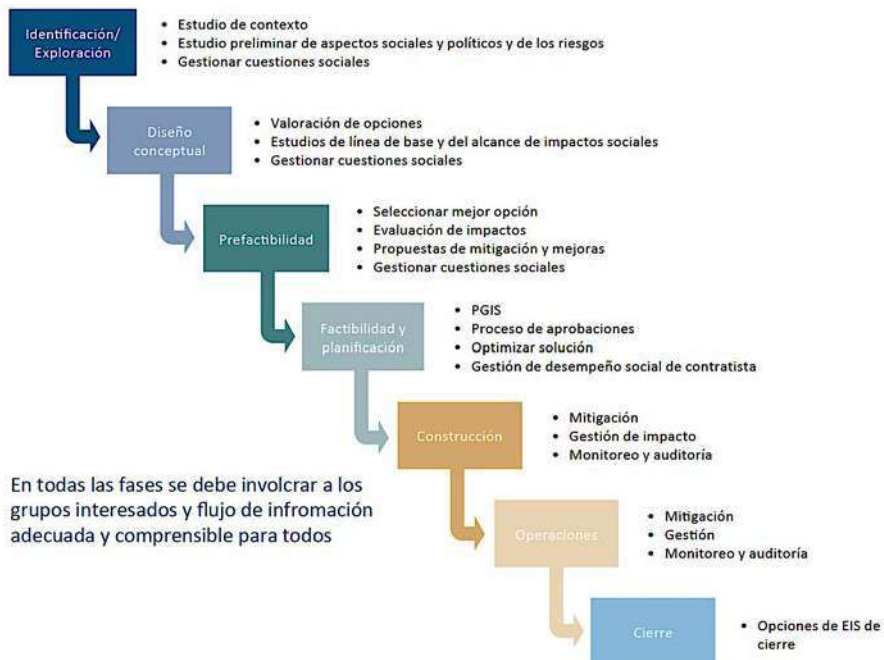 Identificación/
Exploración
• Estudio de contexto
• Estudio preliminar de aspectos sociales y políticos y de los riesgos
• Gestionar cuestiones sociales
Diseño
conceptual
• Valoración de opciones
• Estudios de línea de base y del alcance de impactos sociales
• Gestionar cuestiones sociales
Prefactibilidad
• Seleccionar mejor opción
• Evaluación de impactos
• Propuestas de mitigación y mejoras
• Gestionar cuestiones sociales
Factibilidad y
planificación
• PGIS
• Proceso de aprobaciones
• Optimizar solución
• Gestión de desempeño social de contratista
Construcción
• Mitigación
• Gestión de impacto
• Monitoreo y auditoría
En todas las fases se debe involcrar a los
grupos interesados y flujo de infromación
adecuada y comprensible para todos
Operaciones
• Mitigación
• Gestión
• Monitoreo y auditoría
Cierre
• Opciones de EIS de
cierre